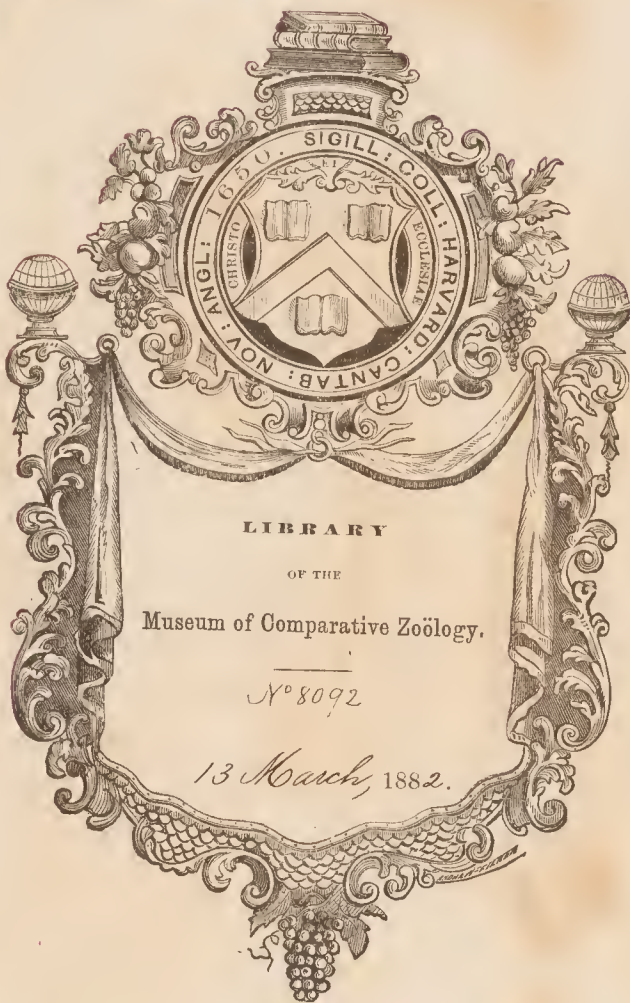 SIGILL: COLL: HARVARD: CANTAB: NOV: ANGL: 1650.
CHRISTO
ET
ECCLESIAE
LIBRARY
OF THE
Museum of Comparative Zoölogy.
Nº 8092
13 March, 1882.